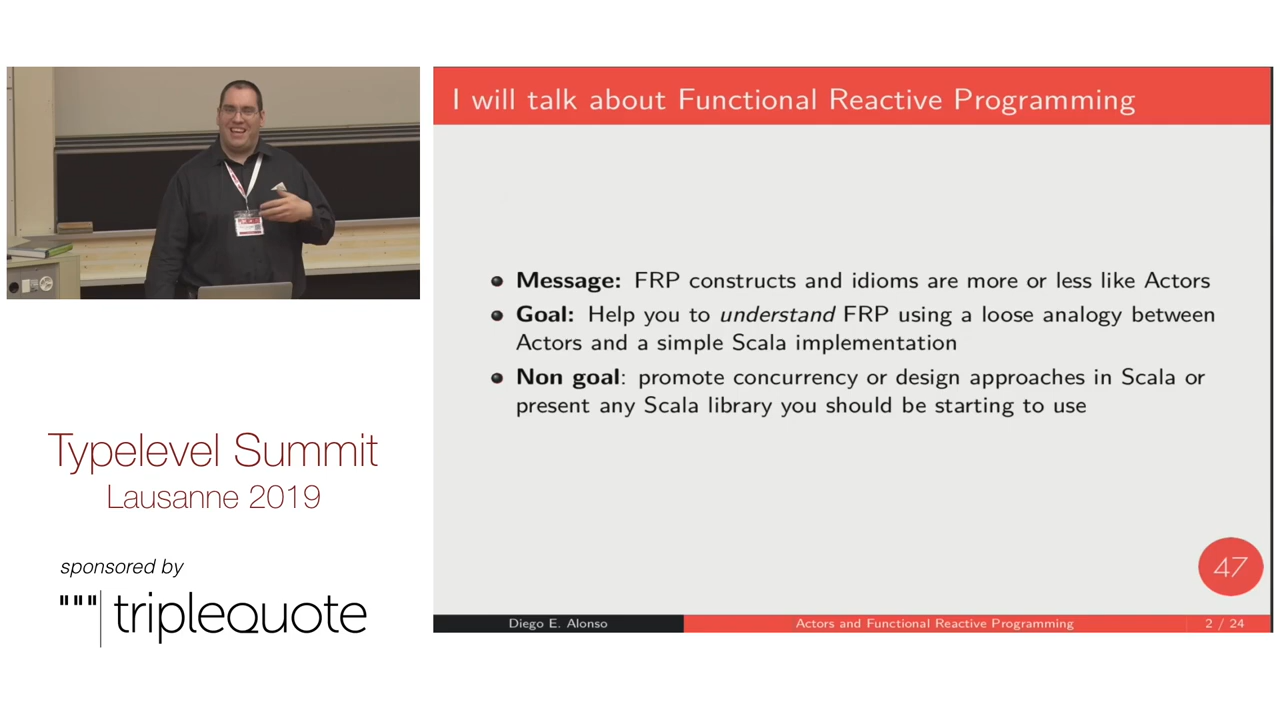 I will talk about Functional Reactive Programming
Message: FRP constructs and idioms are more or less like Actors
Goal: Help you to understand FRP using a loose analogy between
Actors and a simple Scala implementation
Non goal: promote concurrency or design approaches in Scala or
present any Scala library you should be starting to use
47
Diego E. Alonso
Actors and Functional Reactive Programming
2 / 24
Typelevel Summit
Lausanne 2019
sponsored by
"""|triplequote